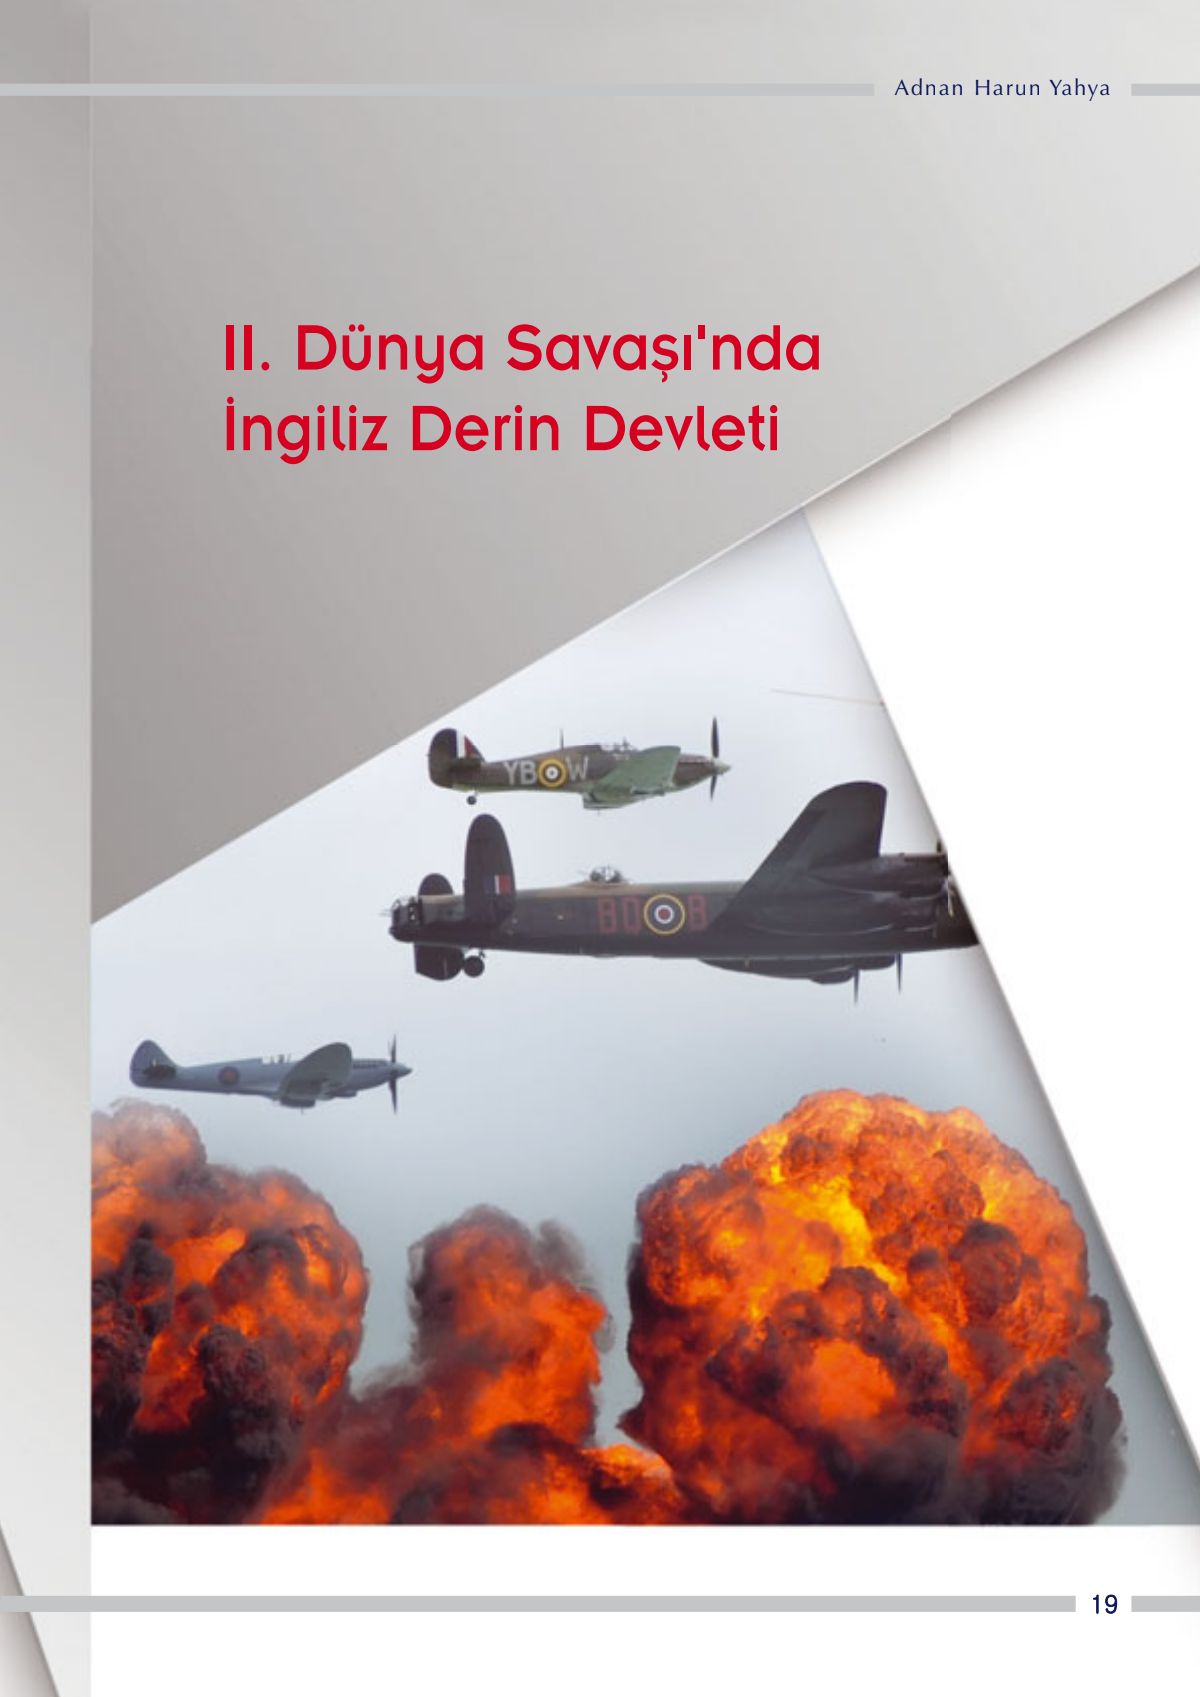 Adnan Harun Yahya
II. Dünya Savaşı'nda
İngiliz Derin Devleti
YB W
BQ B
19